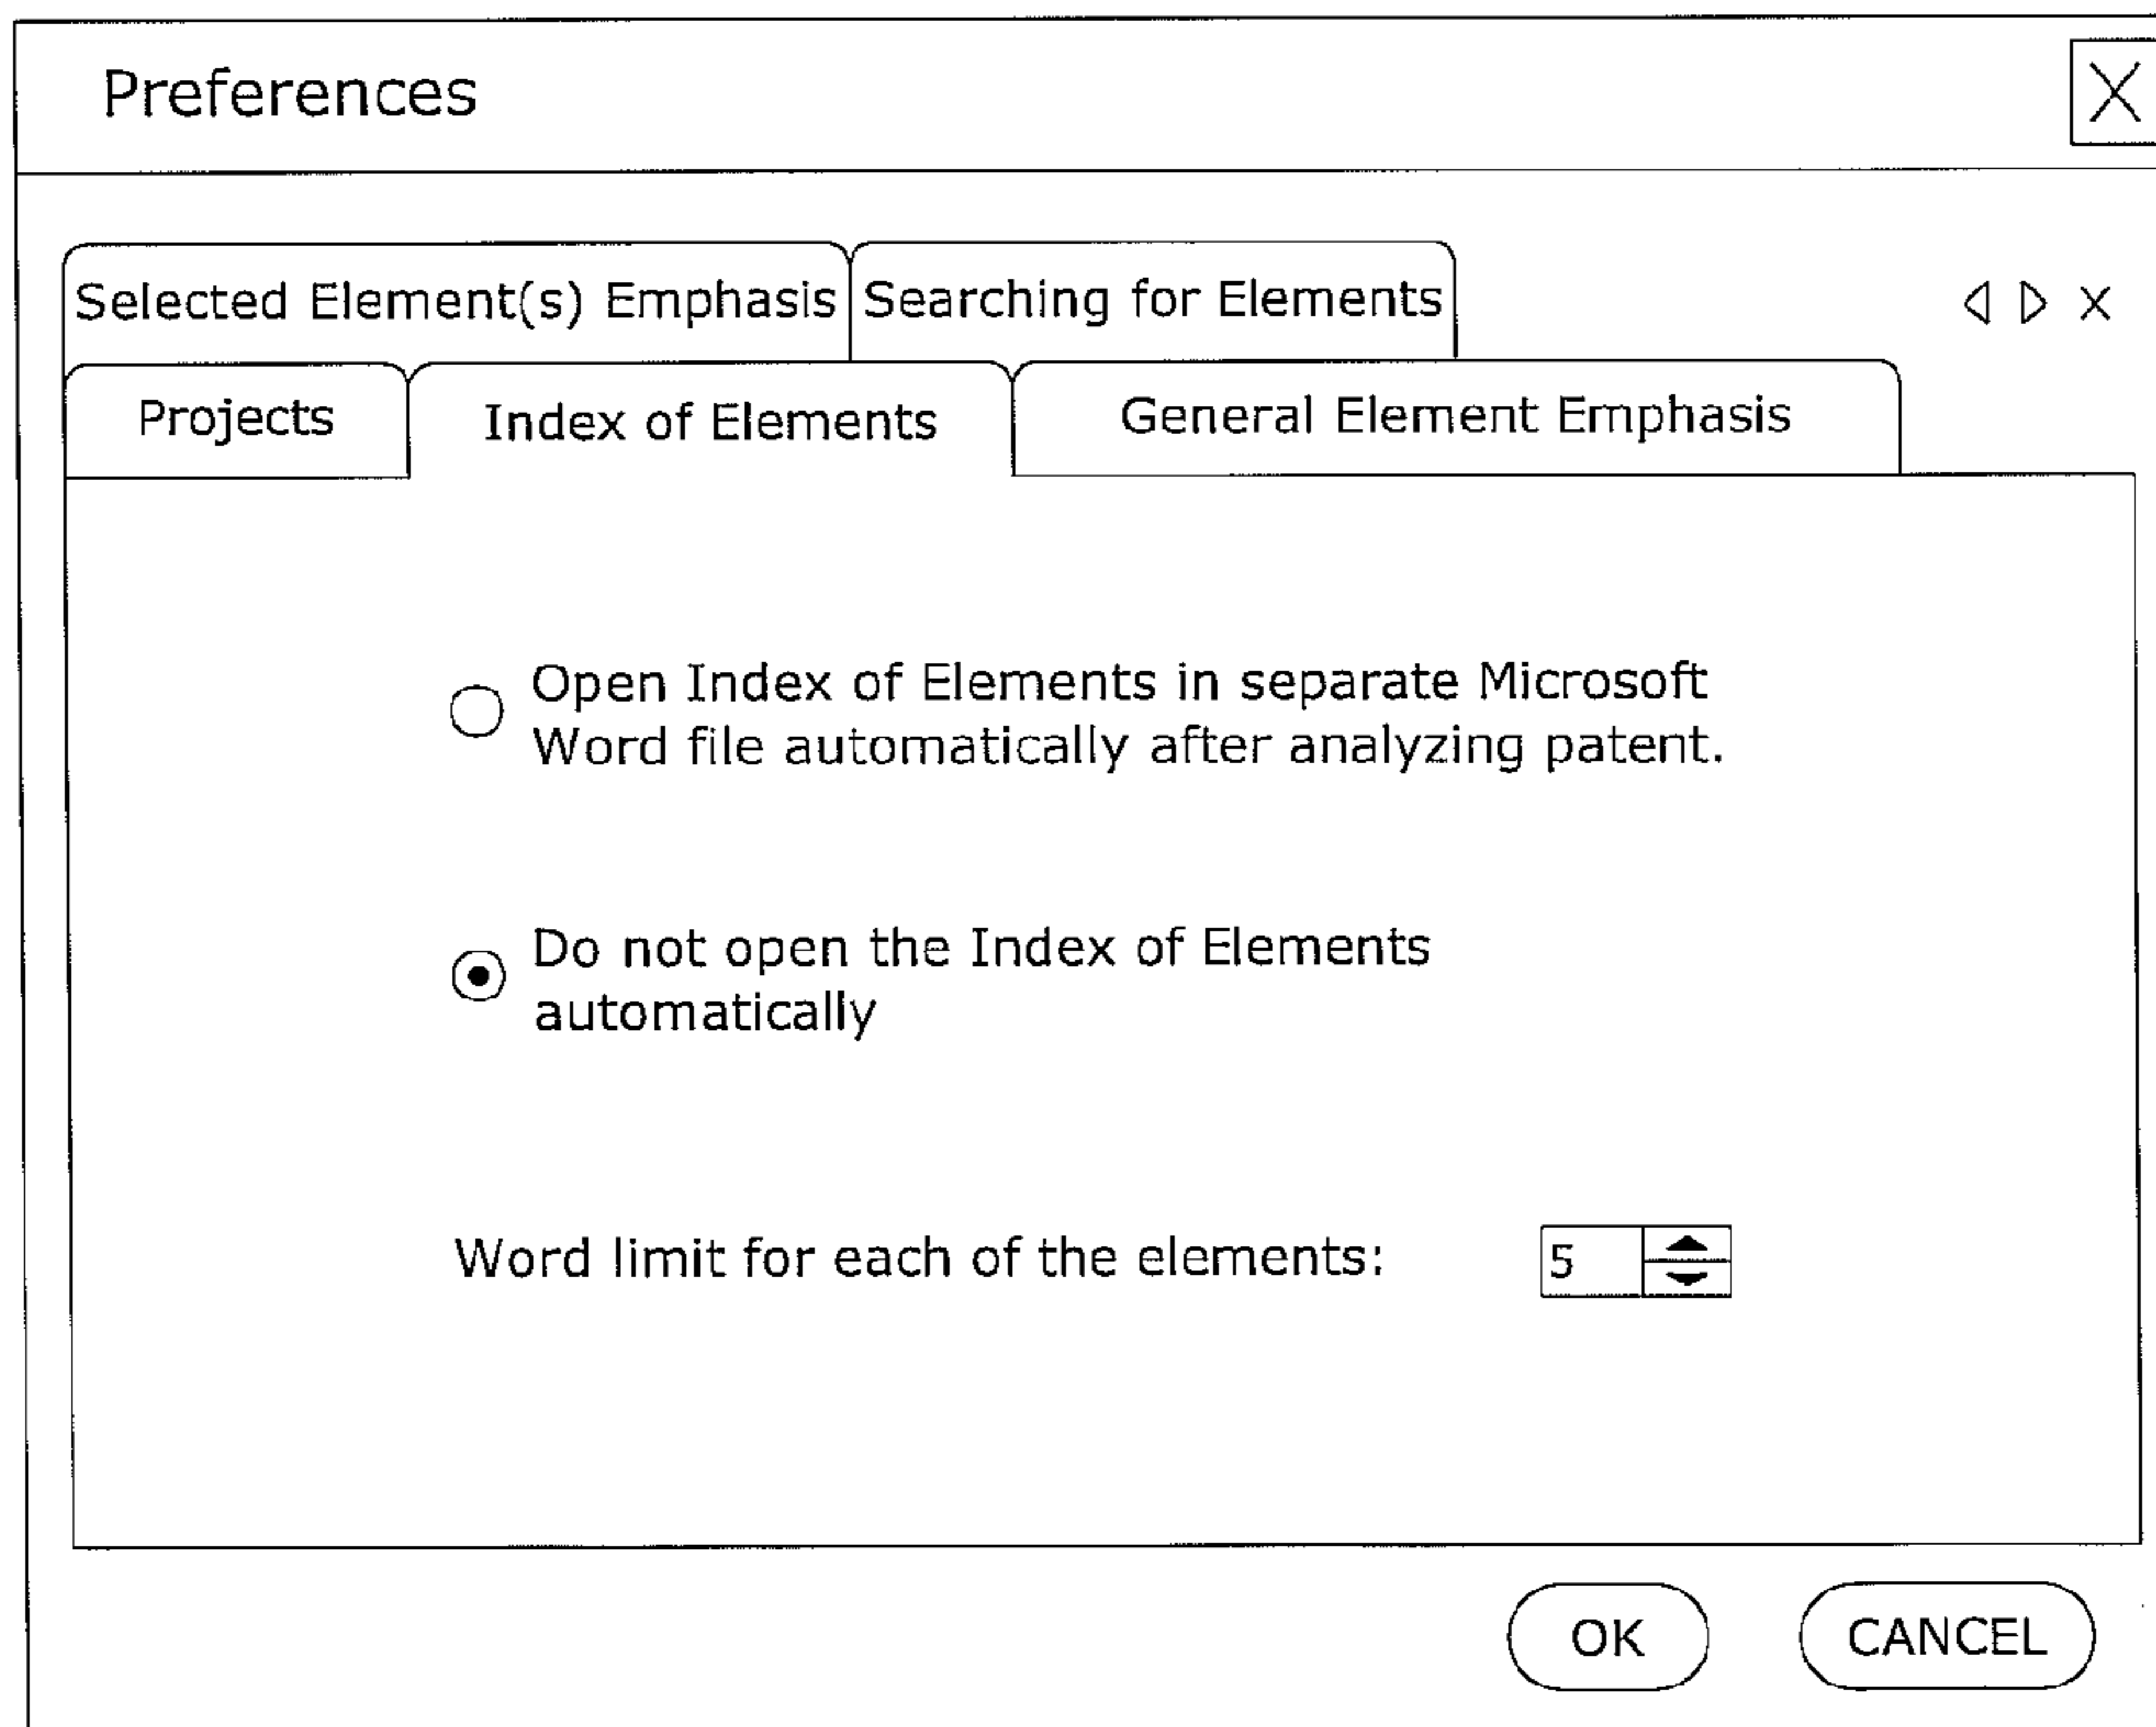 Preferences
Selected Element(s) Emphasis
Searching for Elements
Projects
Index of Elements
General Element Emphasis
Open Index of Elements in separate Microsoft
Word file automatically after analyzing patent.
Do not open the Index of Elements
automatically
Word limit for each of the elements:
5
OK
CANCEL